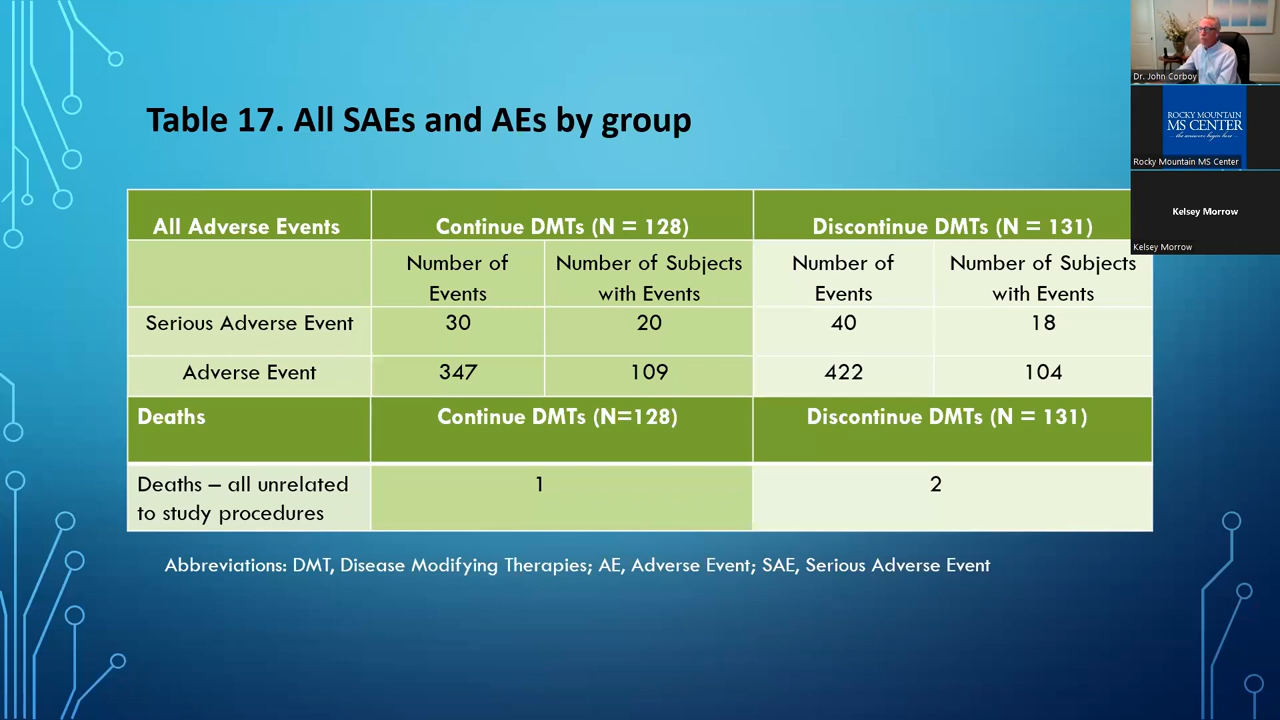 Table 17. All SAEs and AEs by group
All Adverse Events
Continue DMTs (N = 128)
Discontinue DMTs (N = 131)
Number of
Events
Number of Subjects
with Events
Number of
Events
Number of Subjects
with Events
Serious Adverse Event
30
20
40
18
Adverse Event
347
109
422
104
Deaths
Continue DMTs (N=128)
Discontinue DMTs (N = 131)
Deaths – all unrelated
to study procedures
1
2
Abbreviations: DMT, Disease Modifying Therapies; AE, Adverse Event; SAE, Serious Adverse Event
Dr. John Corboy
ROCKY MOUNTAIN
MS CENTER
the answers begin here
Rocky Mountain MS Center
Kelsey Morrow
Kelsey Morrow